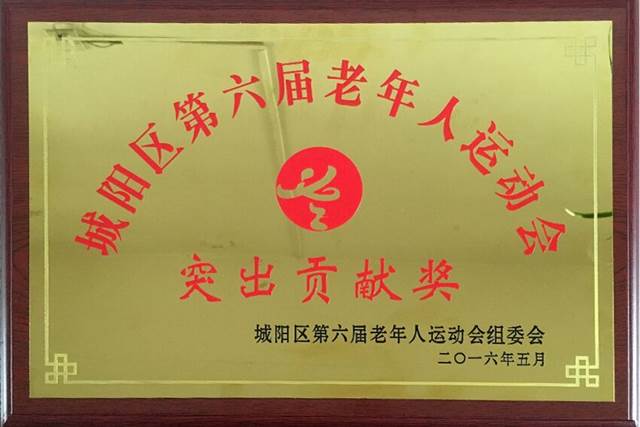 城阳区第六届老年人运动会
突出贡献奖
城阳区第六届老年人运动会组委会
二〇一六年五月